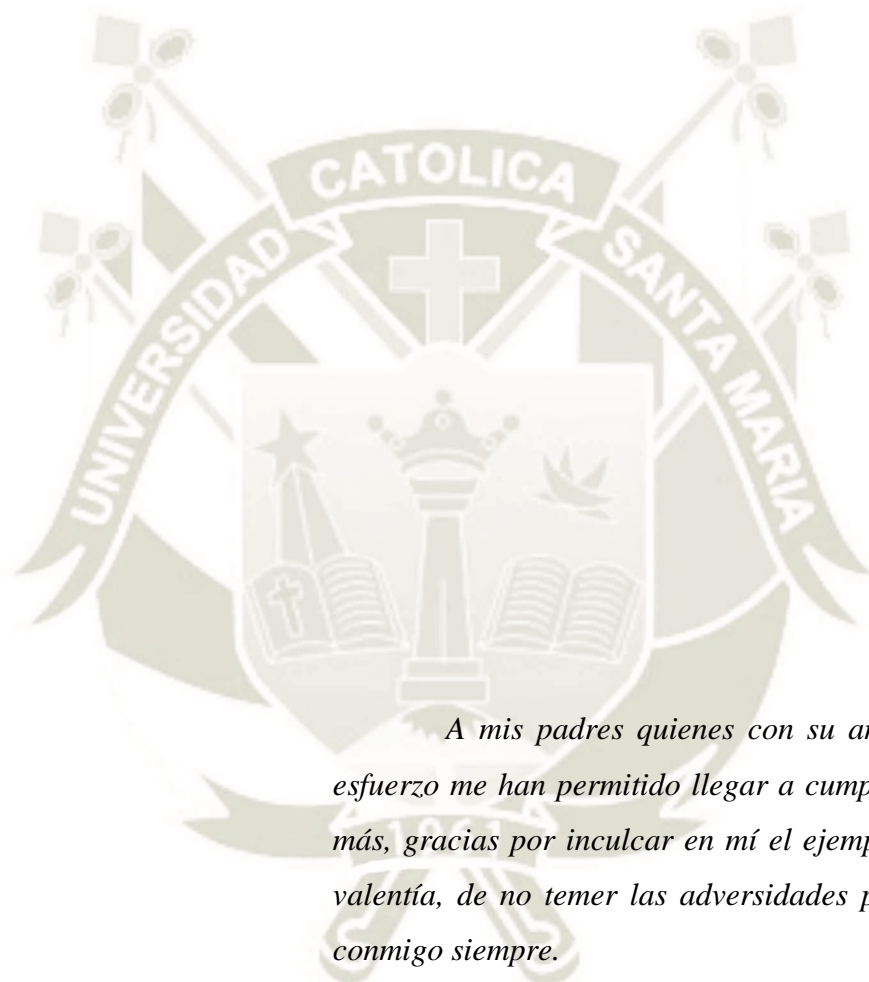 UNIVERSIDAD CATOLICA SANTA MARIA
A mis padres quienes con su
esfuerzo me han permitido llegar a
más, gracias por inculcar en mí el
valentía, de no temer las adversidades
conmigo siempre.
1961